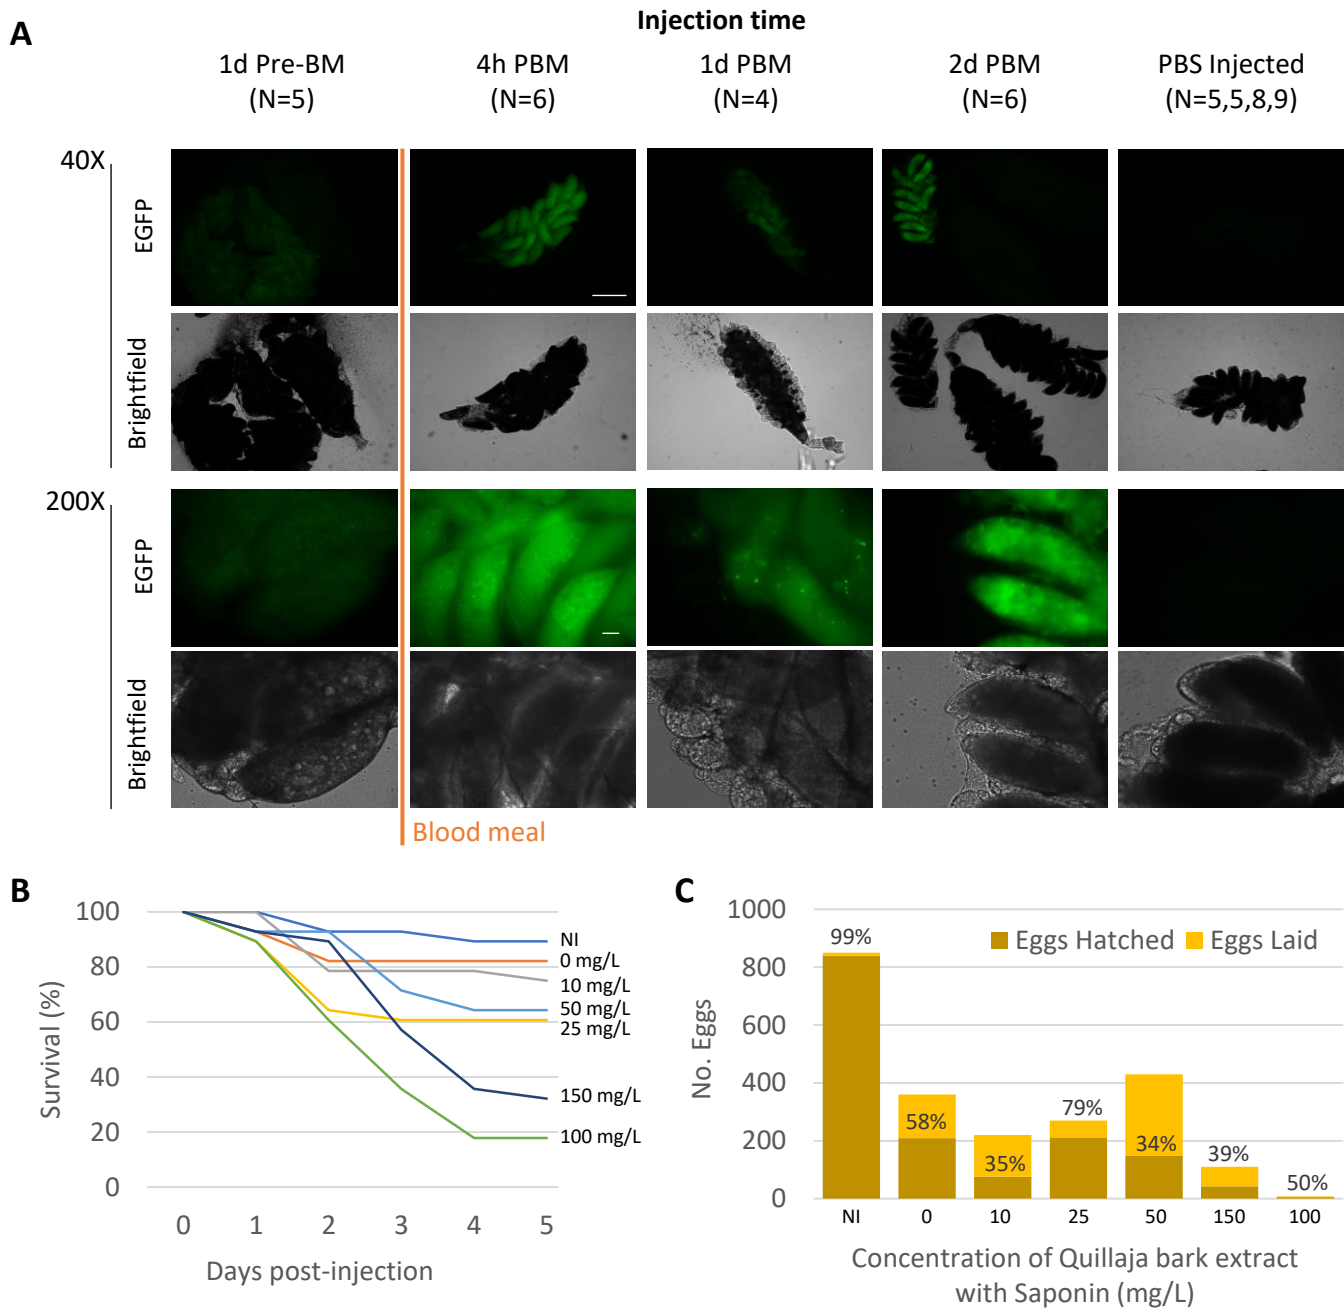 A
Injection time
1d Pre-BM
(N=5)
4h PBM
(N=6)
1d PBM
(N=4)
2d PBM
(N=6)
PBS Injected
(N=5,5,8,9)
40X
EGFP
Brightfield
200X
EGFP
Brightfield
Blood meal
B
Survival (%)
100
80
60
40
20
0
0 1 2 3 4 5
Days post-injection
NI
0 mg/L
10 mg/L
50 mg/L
25 mg/L
150 mg/L
100 mg/L
C
No. Eggs
1000
800
600
400
200
0
Eggs Hatched Eggs Laid
99%
58%
35%
79%
34%
39%
50%
NI 0 10 25 50 150 100
Concentration of Quillaja bark extract
with Saponin (mg/L)